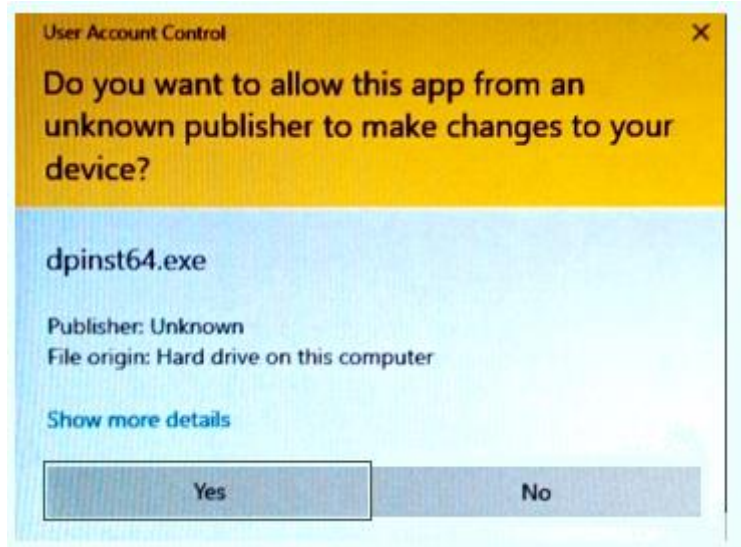 User Account Control
Do you want to allow this app from an
unknown publisher to make changes to your
device?
dpinst64.exe
Publisher: Unknown
File origin: Hard drive on this computer
Show more details
Yes
No